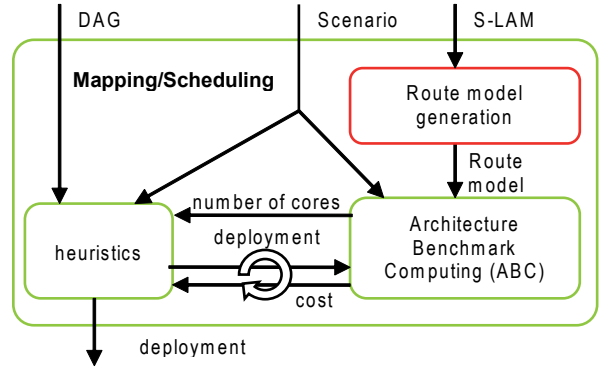 DAG
Scenario
S-LAM
Mapping/Scheduling
Route model
generation
Route
model
number of cores
deployment
heuristics
Architecture
Benchmark
Computing (ABC)
cost
deployment